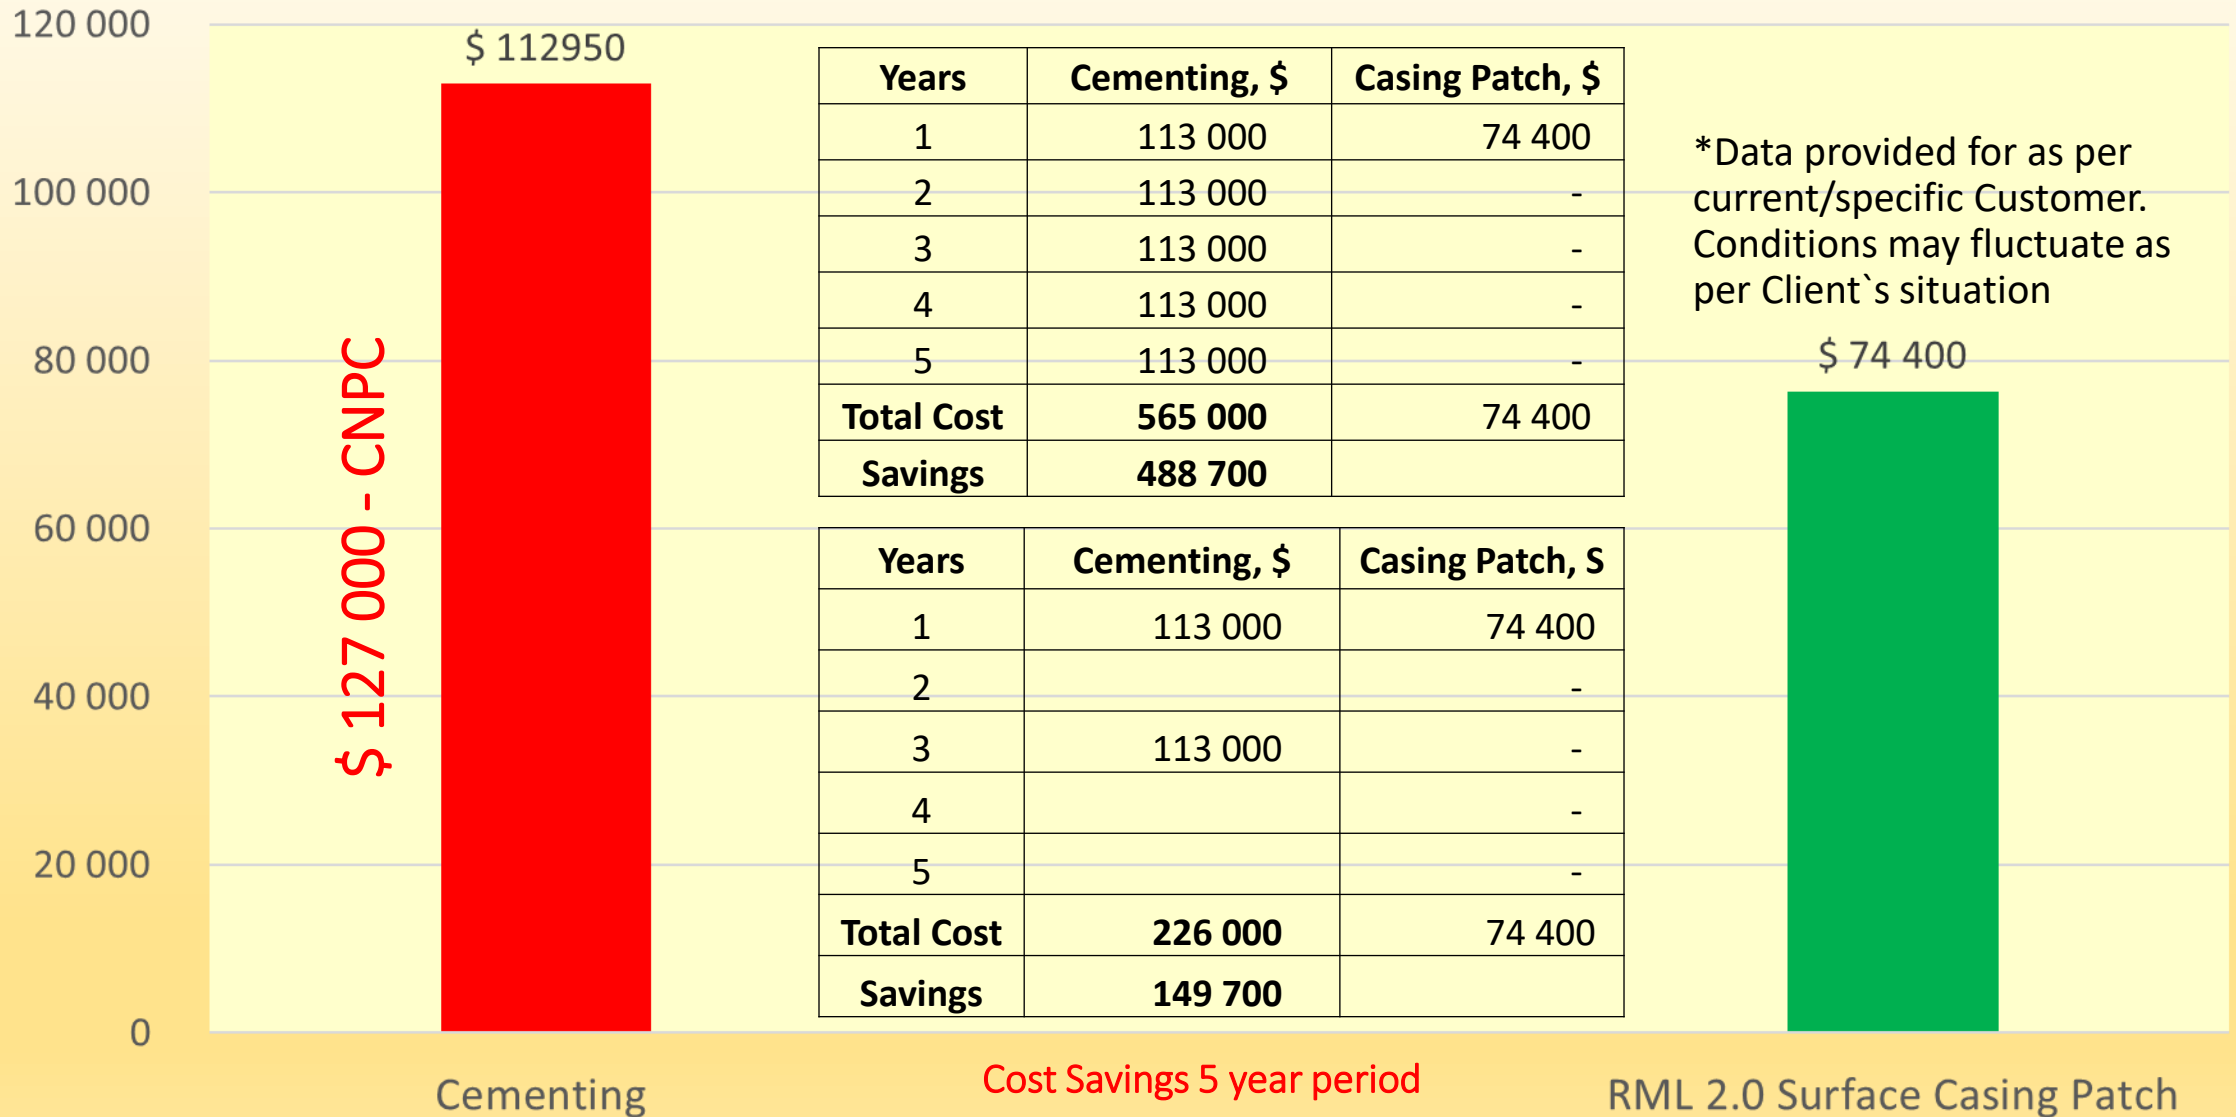 120 000
100 000
80 000
60 000
40 000
20 000
0
$ 112950
$ 127 000 - CNPC
Years Cementing, $ Casing Patch, $
1 113 000 74 400
2 113 000 -
3 113 000 -
4 113 000 -
5 113 000 -
Total Cost 565 000 74 400
Savings 488 700
Years Cementing, $ Casing Patch, S
1 113 000 74 400
2 -
3 113 000 -
4 -
5 -
Total Cost 226 000 74 400
Savings 149 700
*Data provided for as per
current/specific Customer.
Conditions may fluctuate as
per Client`s situation
$ 74 400
Cementing
Cost Savings 5 year period
RML 2.0 Surface Casing Patch